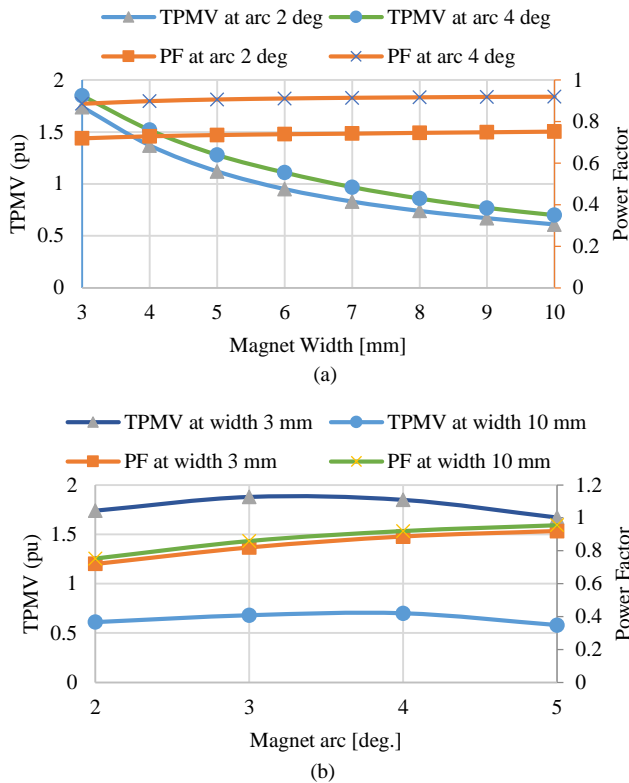 TPMV at arc 2 deg TPMV at arc 4 deg
PF at arc 2 deg PF at arc 4 deg
2 1
1.5 0.8
1 0.6
0.5 0.4
0 0.2
0
TPMV (pu)
Power Factor
3 4 5 6 7 8 9 10
Magnet Width [mm]
(a)
TPMV at width 3 mm TPMV at width 10 mm
PF at width 3 mm PF at width 10 mm
2 1.2
1.5 1
1 0.8
0.5 0.6
0 0.4
0.2
0
TPMV (pu)
Power Factor
2 3 4 5
Magnet arc [deg.]
(b)